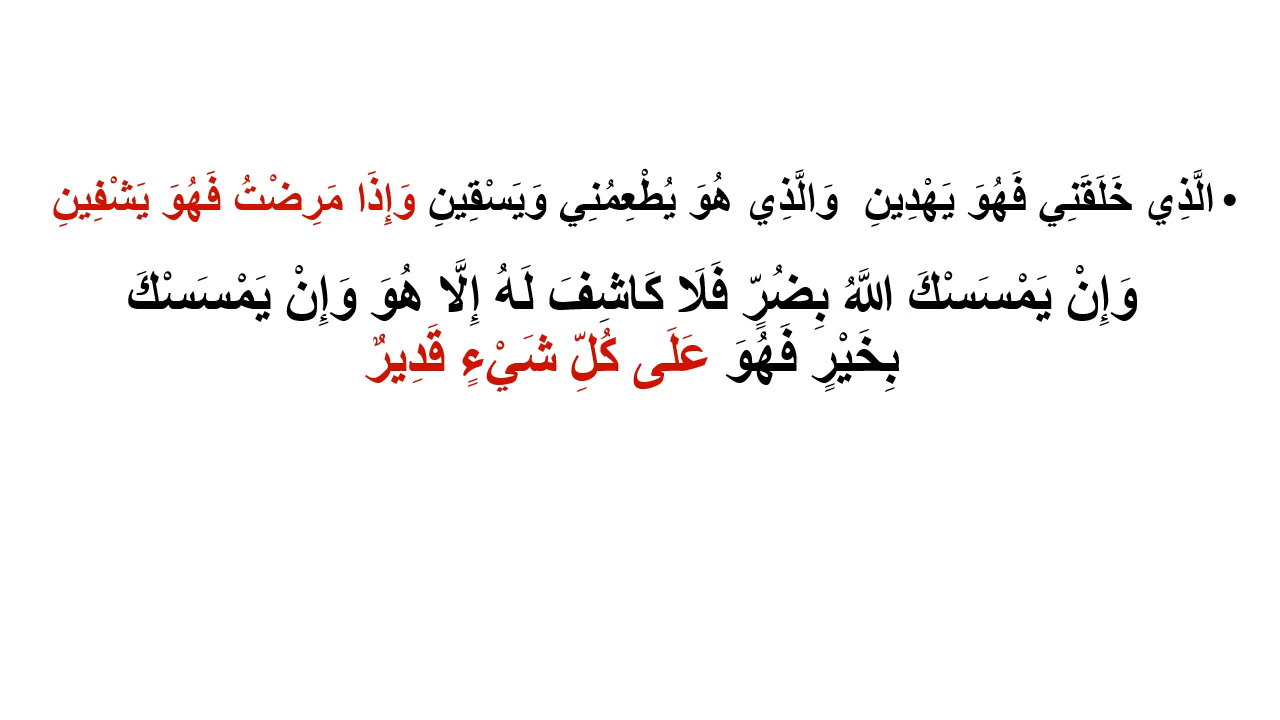 • الَّذِي خَلَقَنِي فَهُوَ يَهْدِينِ وَالَّذِي هُوَ يُطْعِمُنِي وَيَسْقِينِ وَإِذَا مَرِضْتُ فَهُوَ يَشْفِينِ
وَإِنْ يَمْسَسْكَ اللَّهُ بِضُرٍّ فَلَا كَاشِفَ لَهُ إِلَّا هُوَ وَإِنْ يَمْسَسْكَ
بِخَيْرٍ فَهُوَ عَلَى كُلِّ شَيْءٍ قَدِيرٌ